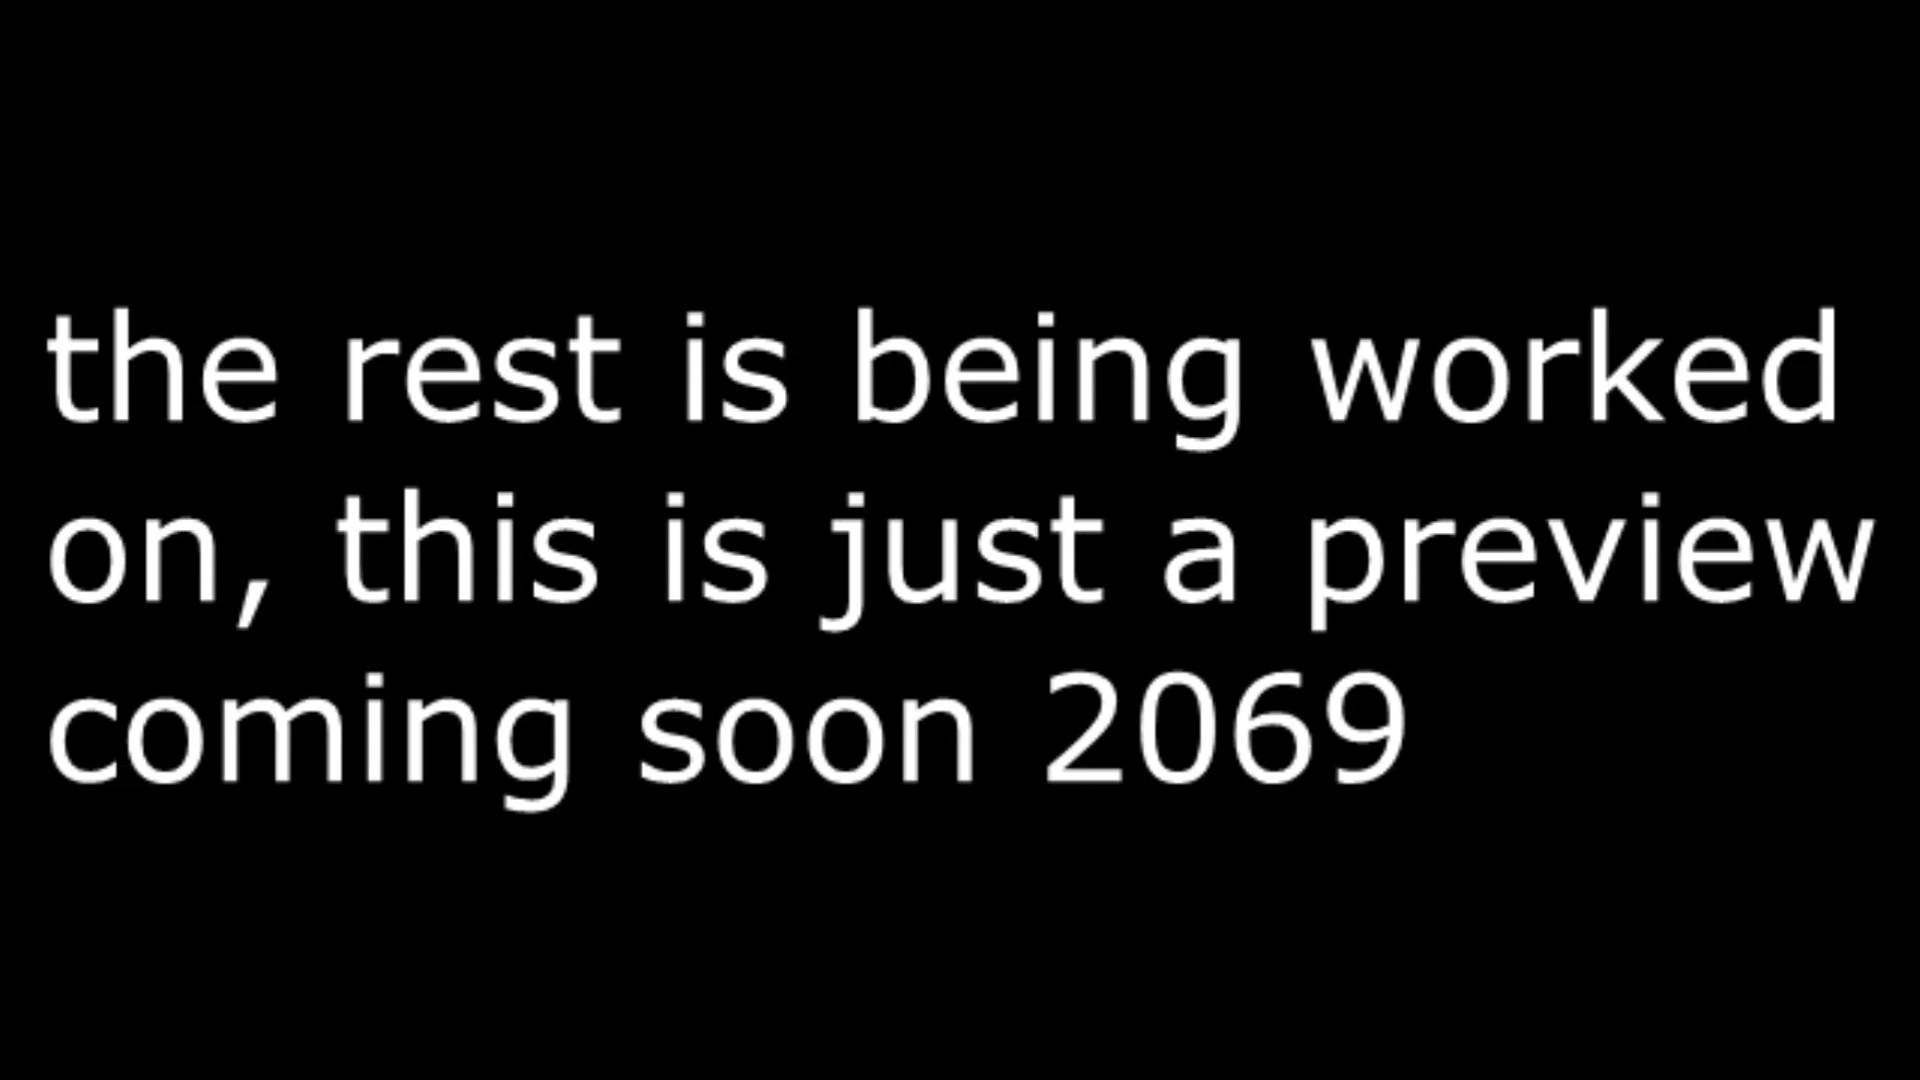 the rest is being worked
on, this is just a preview
coming soon 2069